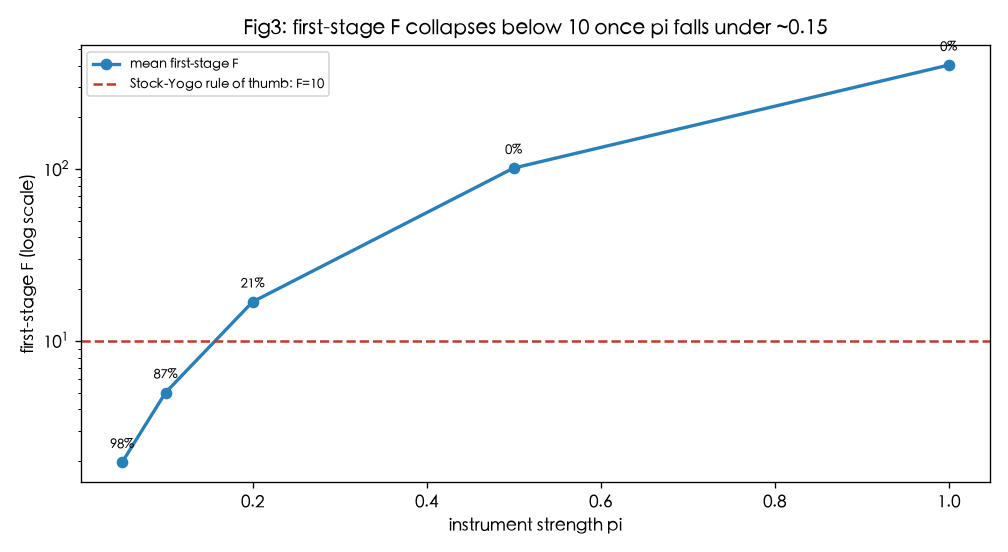 Fig3: first-stage F collapses below 10 once pi falls under ~0.15
mean first-stage F
Stock-Yogo rule of thumb: F=10
first-stage F (log scale)
10²
10¹
98%
87%
21%
0%
0%
0.2
0.4
0.6
0.8
1.0
instrument strength pi